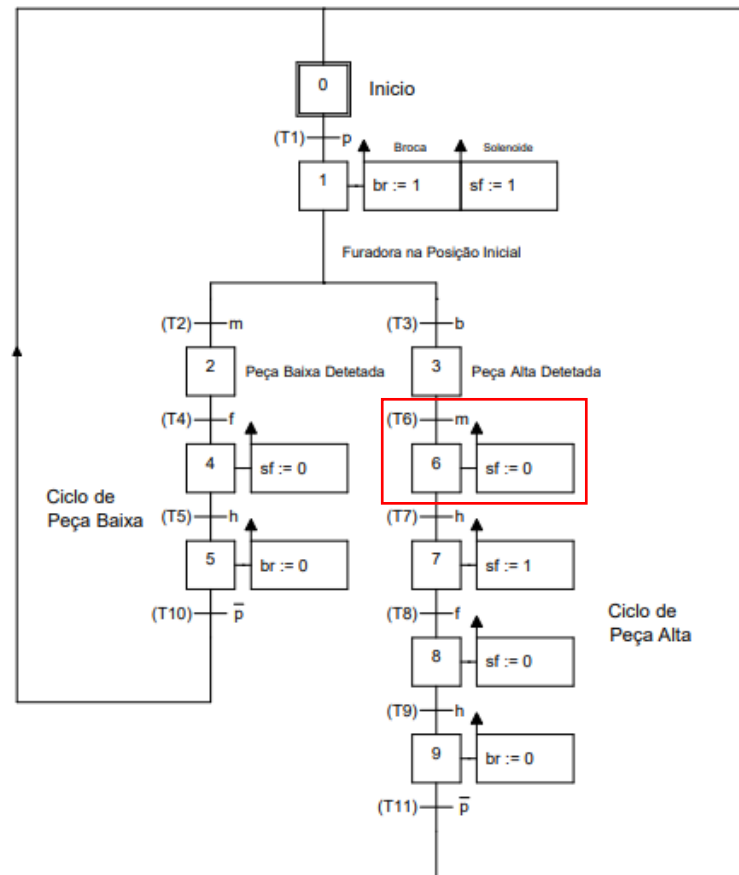 0
Inicio
(T1) p
Broca
Solenoide
1
br := 1
sf := 1
Furadora na Posição Inicial
(T2) m
(T3) b
2
Peça Baixa Detetada
3
Peça Alta Detetada
(T4) f
(T6) m
4
sf := 0
6
sf := 0
Ciclo de
Peça Baixa
(T5) h
(T7) h
5
br := 0
7
sf := 1
(T10) p̅
(T8) f
Ciclo de
Peça Alta
8
sf := 0
(T9) h
9
br := 0
(T11) p̅